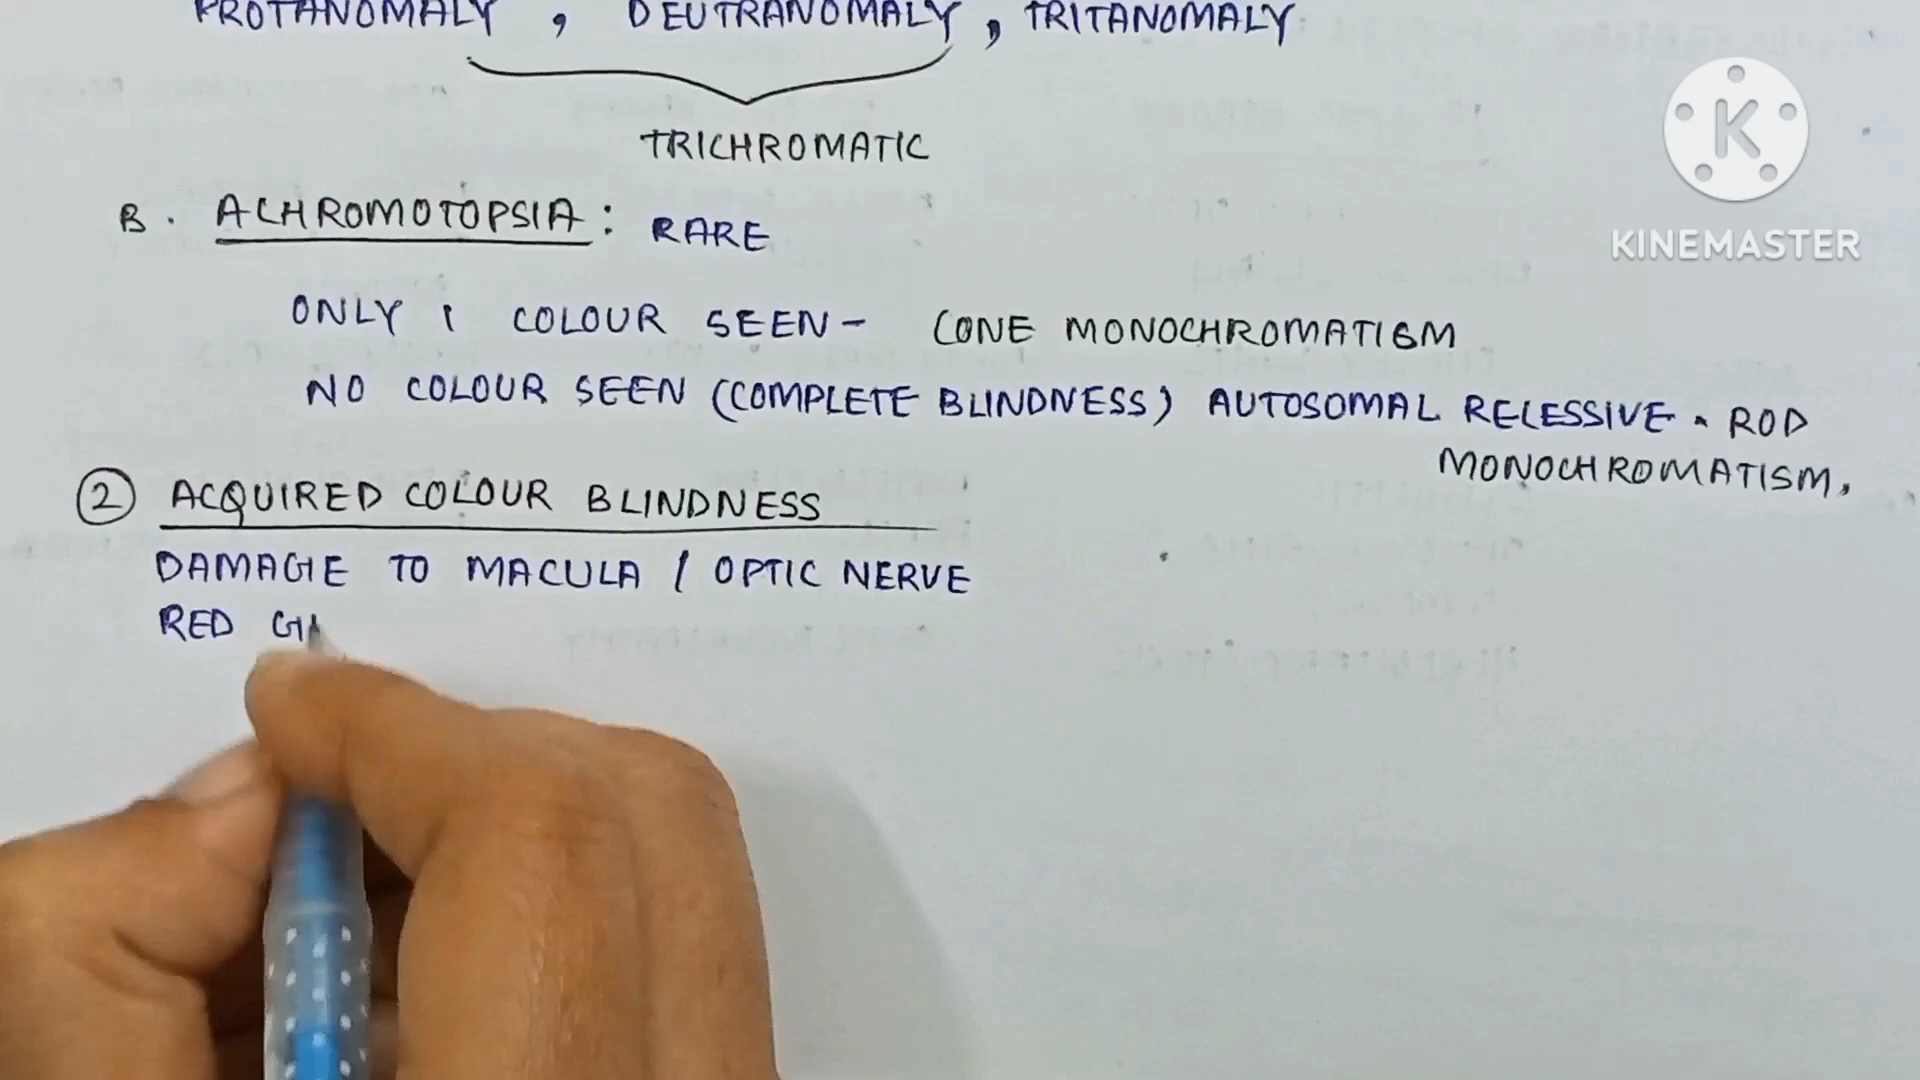 PROTANOMALY , DEUTRANOMALY , TRITANOMALY
TRICHROMATIC
B. ACHROMOTOPSIA : RARE
ONLY 1 COLOUR SEEN - CONE MONOCHROMATISM
NO COLOUR SEEN (COMPLETE BLINDNESS) AUTOSOMAL RECESSIVE . ROD
MONOCHROMATISM,
2 ACQUIRED COLOUR BLINDNESS
DAMAGE TO MACULA / OPTIC NERVE
RED
K
KINEMASTER